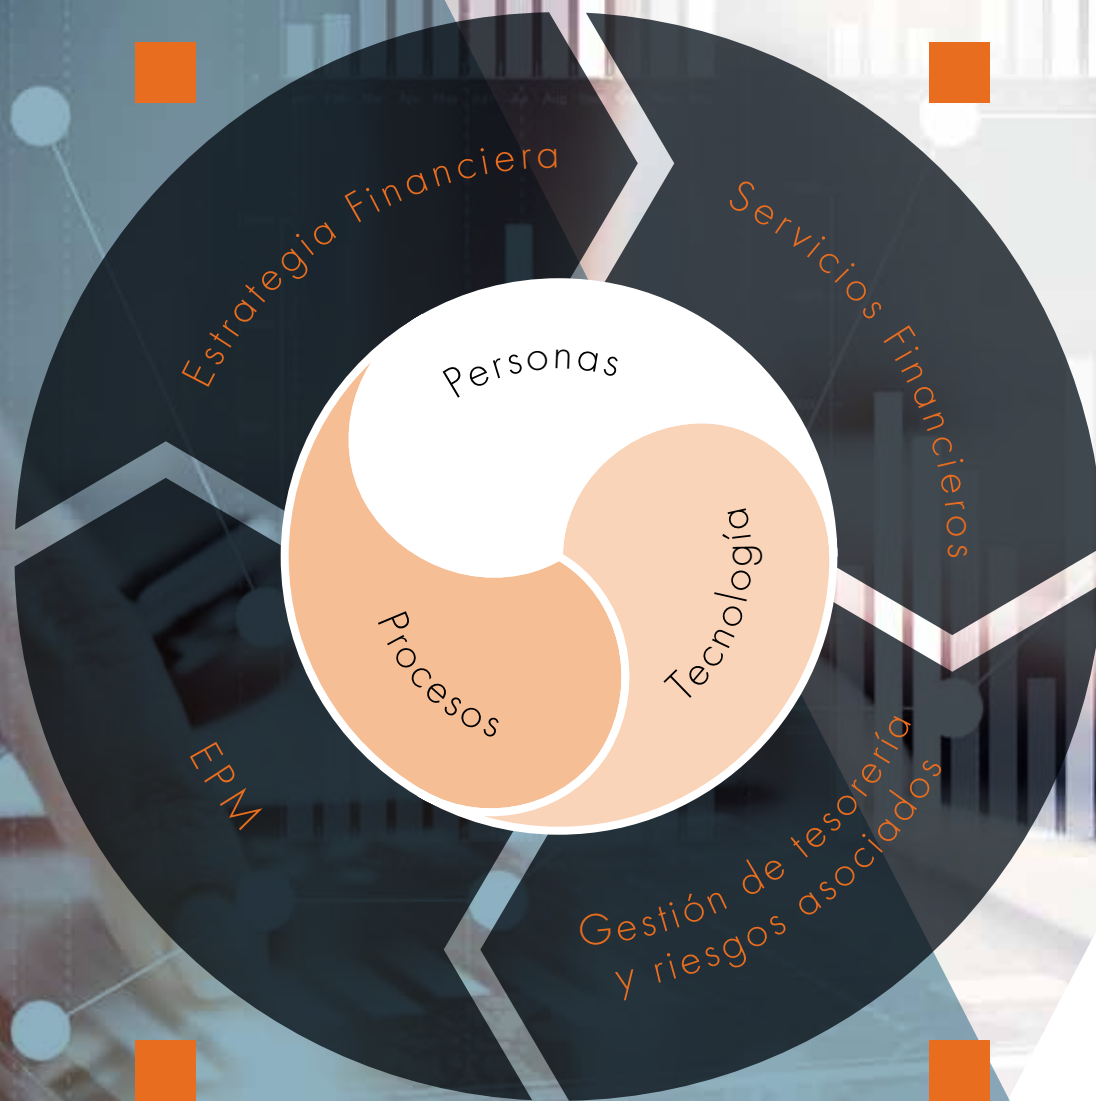 Estrategia Financiera
Servicios Financieros
Personas
Tecnología
Procesos
EPM
Gestión de tesorería
y riesgos asociados